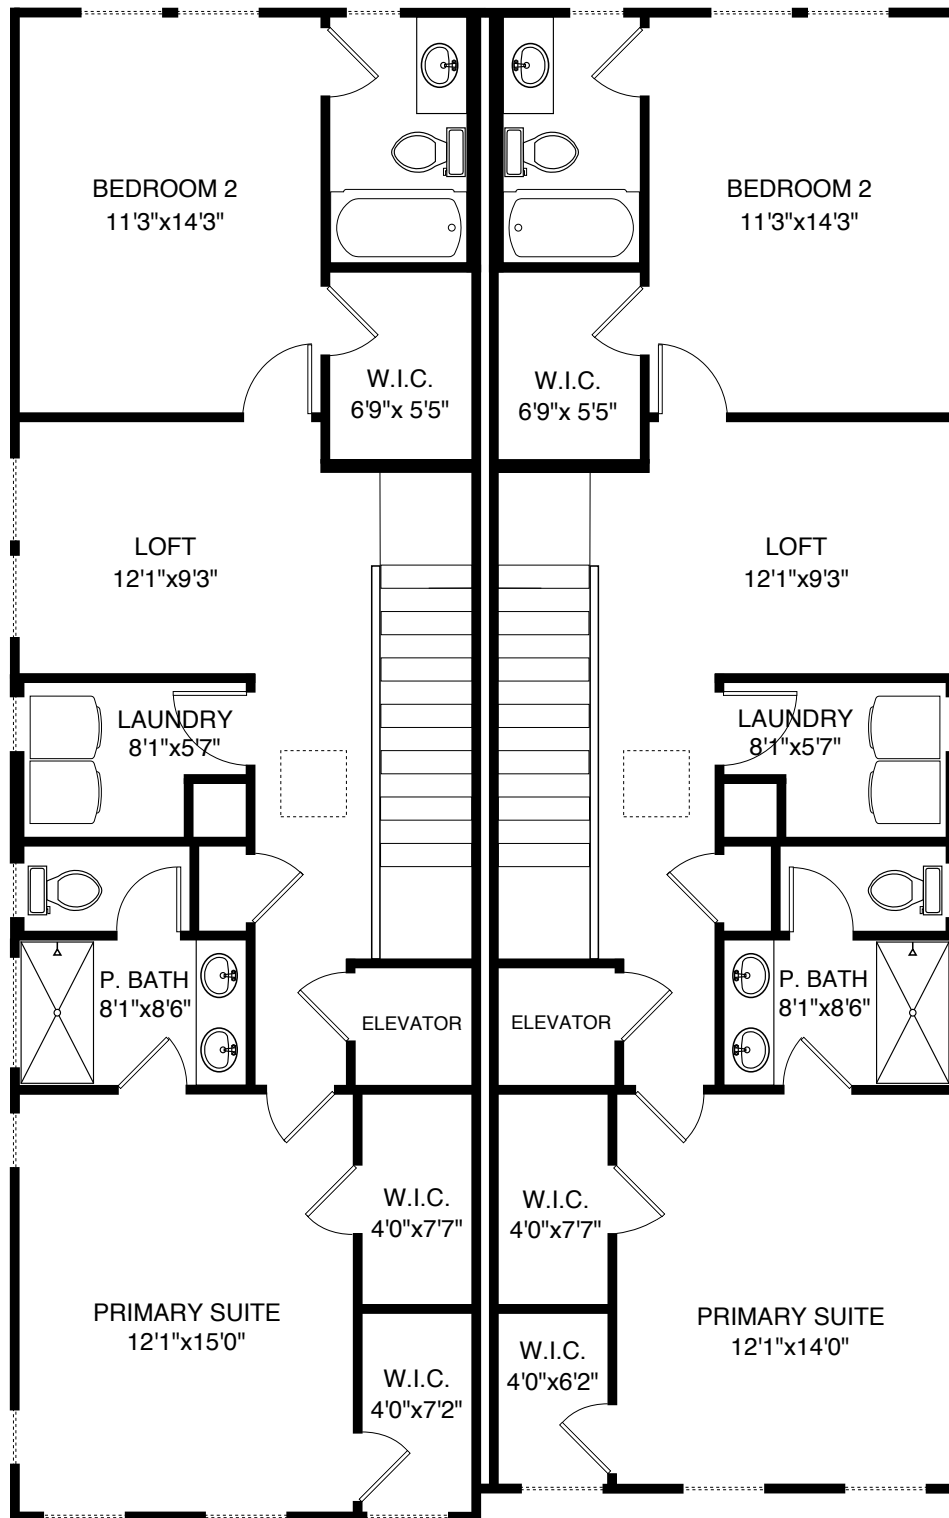 BEDROOM 2
11'3"x14'3"
BEDROOM 2
11'3"x14'3"
W.I.C.
6'9"x 5'5"
W.I.C.
6'9"x 5'5"
LOFT
12'1"x9'3"
LOFT
12'1"x9'3"
LAUNDRY
8'1"x5'7"
LAUNDRY
8'1"x5'7"
P. BATH
8'1"x8'6"
ELEVATOR
ELEVATOR
P. BATH
8'1"x8'6"
W.I.C.
4'0"x7'7"
W.I.C.
4'0"x7'7"
PRIMARY SUITE
12'1"x15'0"
PRIMARY SUITE
12'1"x14'0"
W.I.C.
4'0"x7'2"
W.I.C.
4'0"x6'2"